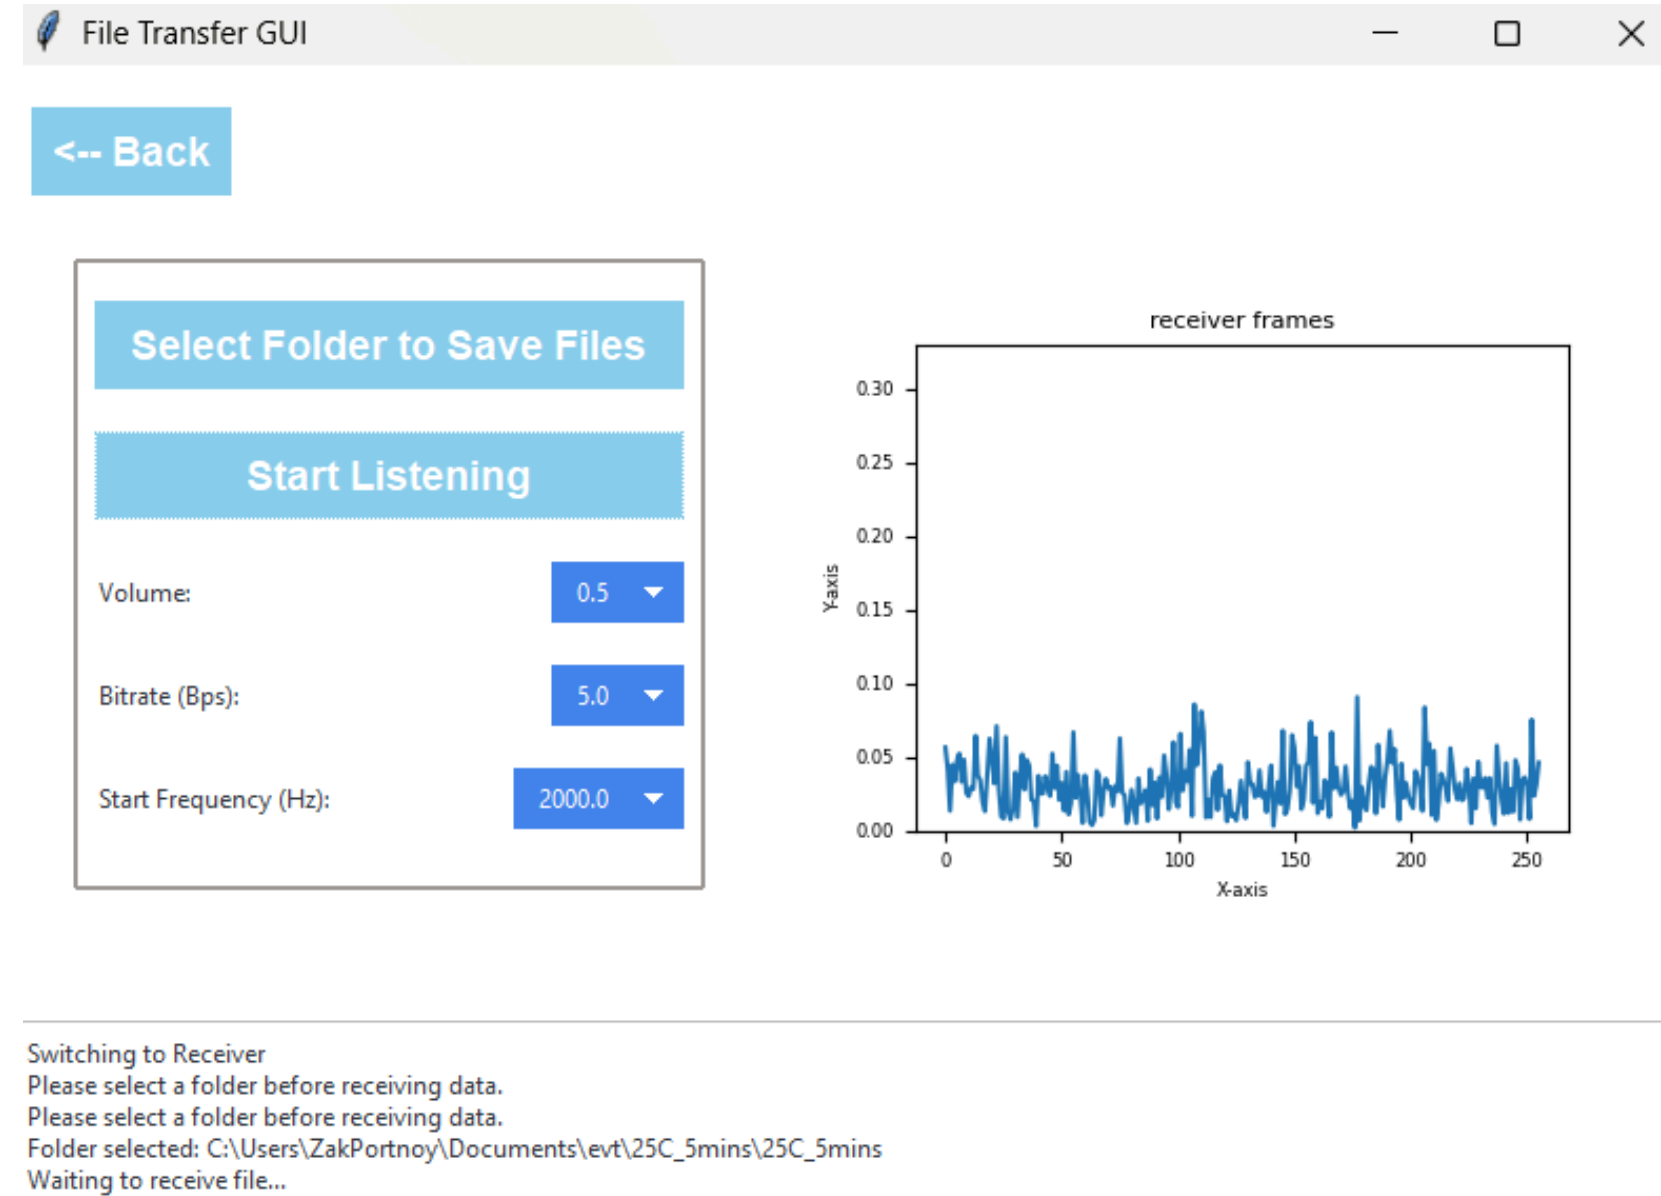 File Transfer GUI
<-- Back
Select Folder to Save Files
Start Listening
Volume:
0.5
Bitrate (Bps):
5.0
Start Frequency (Hz):
2000.0
receiver frames
0.30
0.25
0.20
0.15
0.10
0.05
0.00
Y-axis
0 50 100 150 200 250
X-axis
Switching to Receiver
Please select a folder before receiving data.
Please select a folder before receiving data.
Folder selected: C:\Users\ZakPortnoy\Documents\evt\25C_5mins\25C_5mins
Waiting to receive file...